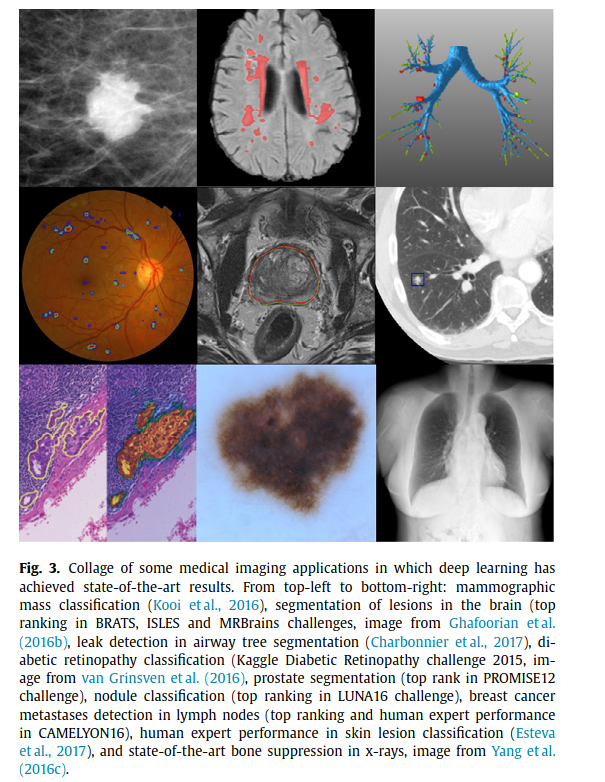 Fig. 3. Collage of some medical imaging applications in which deep learning has
achieved state-of-the-art results. From top-left to bottom-right: mammographic
mass classification (Kooi et al., 2016), segmentation of lesions in the brain (top
ranking in BRATS, ISLES and MRBrains challenges, image from Ghafoorian et al.
(2016b), leak detection in airway tree segmentation (Charbonnier et al., 2017), di-
abetic retinopathy classification (Kaggle Diabetic Retinopathy challenge 2015, im-
age from van Grinsven et al. (2016), prostate segmentation (top rank in PROMISE12
challenge), nodule classification (top ranking in LUNA16 challenge), breast cancer
metastases detection in lymph nodes (top ranking and human expert performance
in CAMELYON16), human expert performance in skin lesion classification (Esteva
et al., 2017), and state-of-the-art bone suppression in x-rays, image from Yang et al.
(2016c).